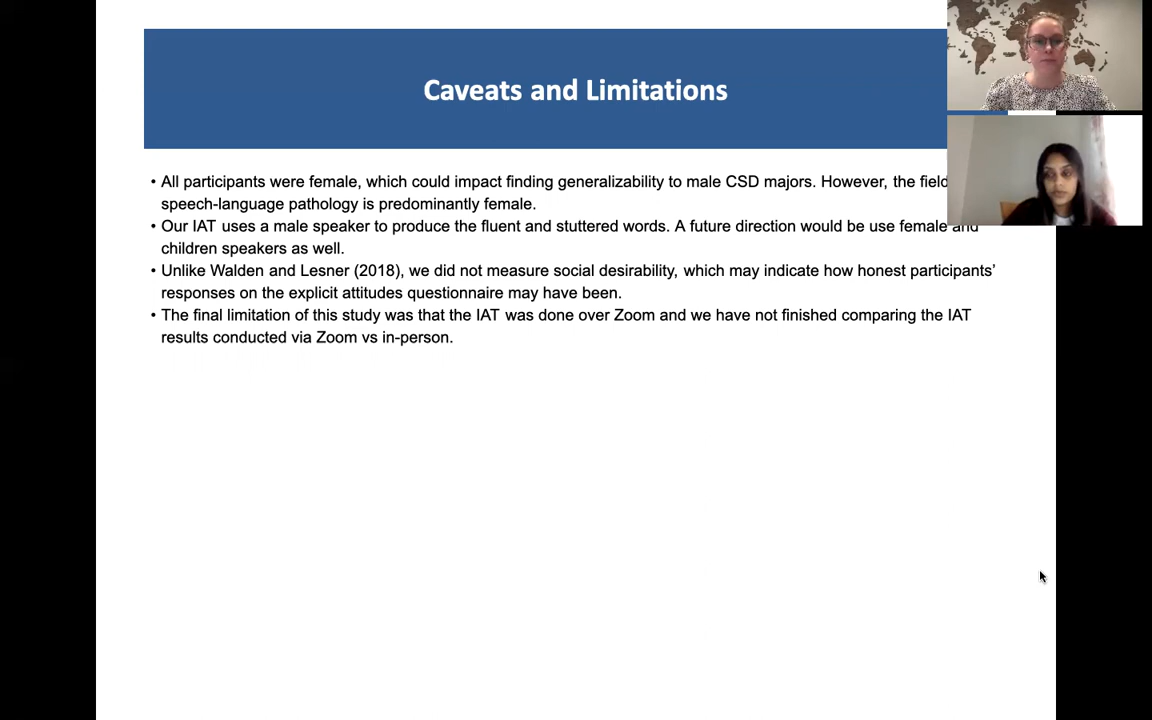 Caveats and Limitations
• All participants were female, which could impact finding generalizability to male CSD majors. However, the field
speech-language pathology is predominantly female.
• Our IAT uses a male speaker to produce the fluent and stuttered words. A future direction would be use female and
children speakers as well.
• Unlike Walden and Lesner (2018), we did not measure social desirability, which may indicate how honest participants’
responses on the explicit attitudes questionnaire may have been.
• The final limitation of this study was that the IAT was done over Zoom and we have not finished comparing the IAT
results conducted via Zoom vs in-person.